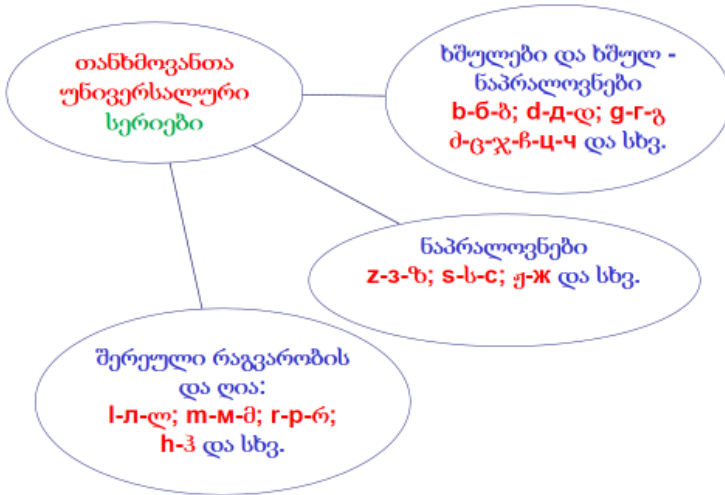 თანხმოვანთა
უნივერსალური
სერიები
ხშულები და ხშულ -
ნაპრალოვნები
b-б-ბ; d-д-დ; g-г-გ
ძ-ც-ჯ-ჩ-ц-ч და სხვ.
ნაპრალოვნები
z-з-ზ; s-ს-с; ჟ-ж და სხვ.
შერეული რაგვარობის
და ღია:
l-л-ლ; m-м-მ; r-р-რ;
h-ჰ და სხვ.